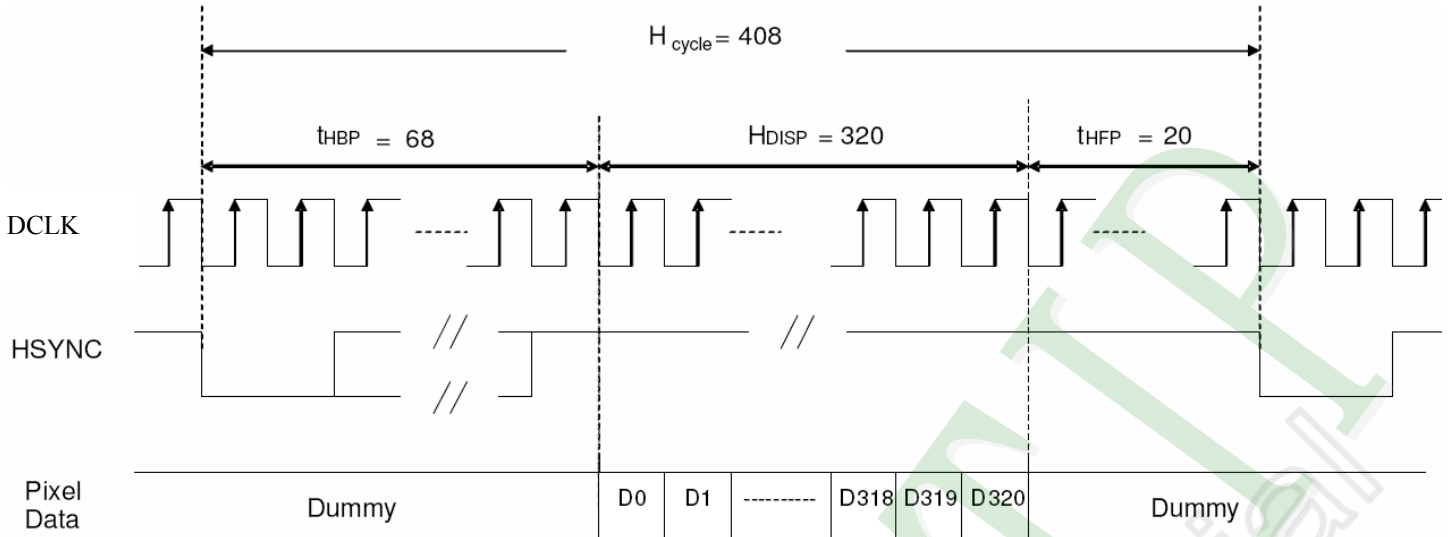 H cycle = 408
tHBP = 68
HDISP = 320
tHFP = 20
DCLK
HSYNC
Pixel Data
Dummy
D0
D1
----------
D318
D319
D320
Dummy
TIP